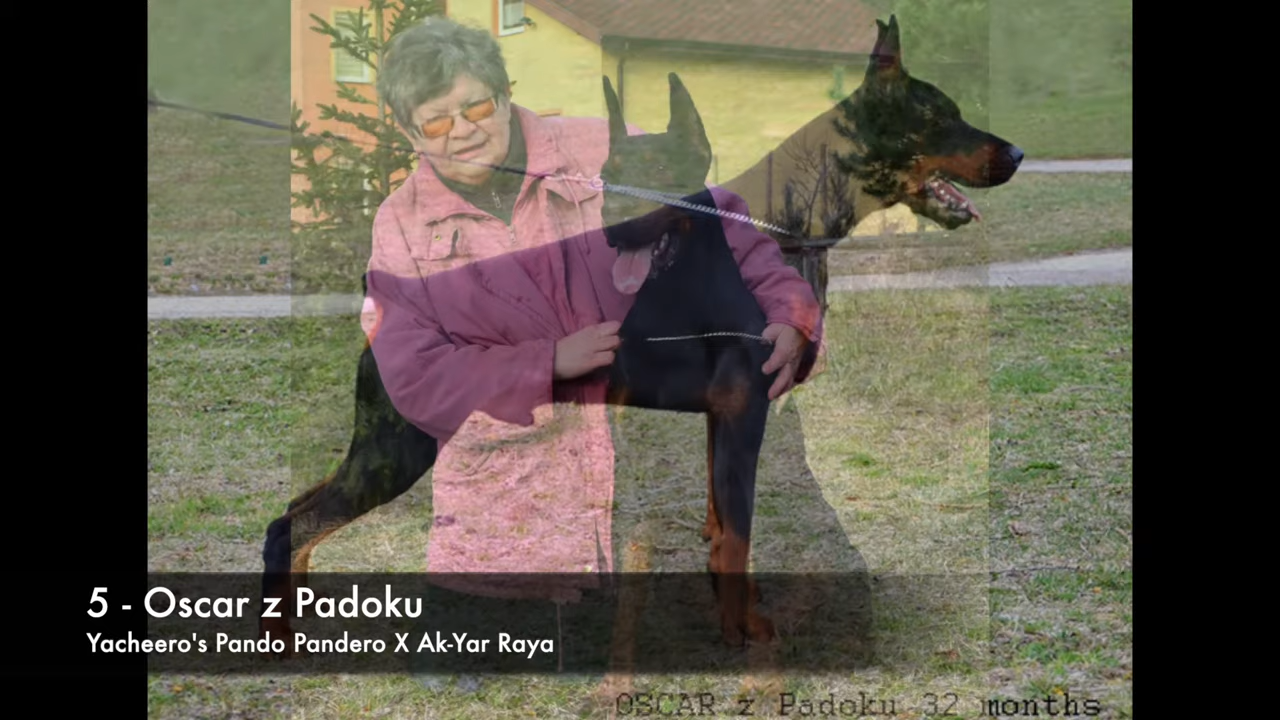 5 - Oscar z Padoku
Yacheero's Pando Pandero X Ak-Yar Raya
OSCAR z Padoku 32 months